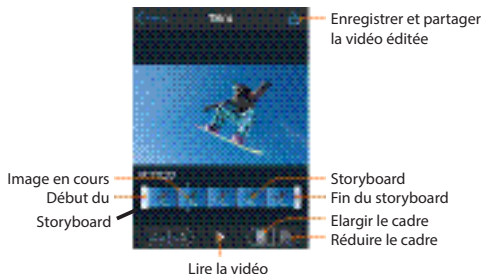 Titre
Enregistrer et partager
la vidéo éditée
Image en cours
Début du
Storyboard
Storyboard
Fin du storyboard
Elargir le cadre
Réduire le cadre
Lire la vidéo